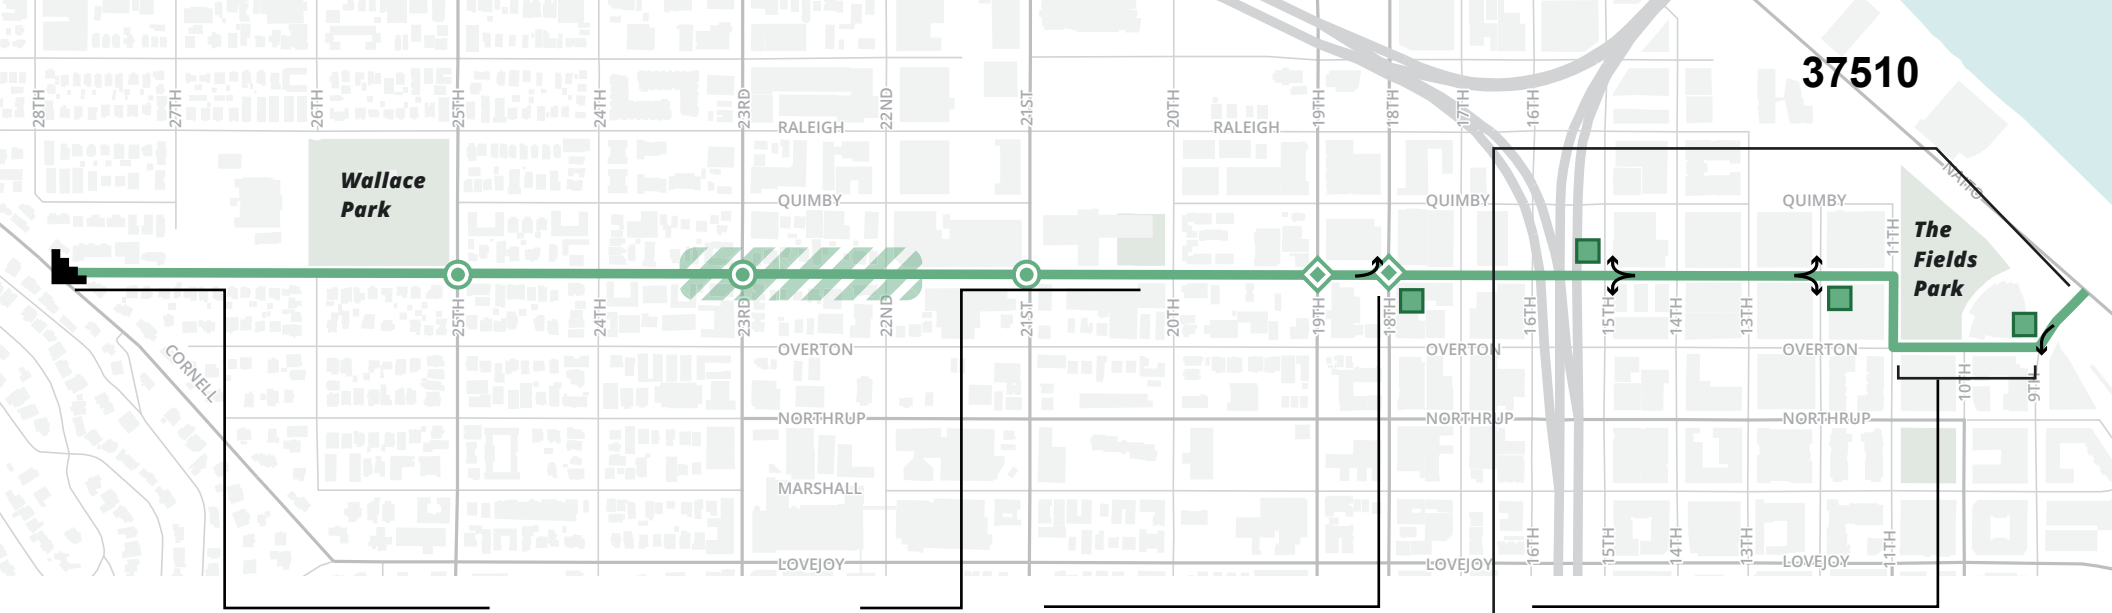 37510
28TH
27TH
26TH
25TH
24TH
23RD
22ND
21ST
20TH
19TH
18TH
17TH
16TH
RALEIGH
RALEIGH
Wallace
Park
QUIMBY
QUIMBY
QUIMBY
NAITO
11TH
The
Fields
Park
25TH
24TH
23RD
22ND
21ST
20TH
19TH
18TH
16TH
15TH
14TH
13TH
OVERTON
OVERTON
OVERTON
CORNELL
10TH
9TH
NORTHRUP
NORTHRUP
NORTHRUP
MARSHALL
16TH
15TH
14TH
13TH
11TH
LOVEJOY
LOVEJOY
LOVEJOY